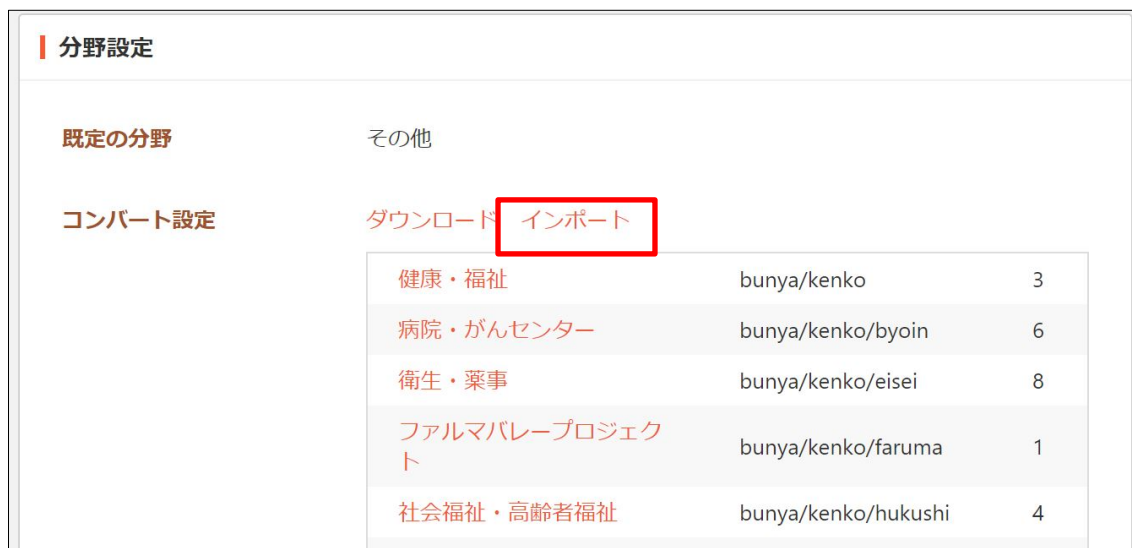 分野設定
既定の分野 その他
コンバート設定 ダウンロード インポート
健康・福祉 bunya/kenko 3
病院・がんセンター bunya/kenko/byoin 6
衛生・薬事 bunya/kenko/eisei 8
ファルマバレープロジェク
ト bunya/kenko/faruma 1
社会福祉・高齢者福祉 bunya/kenko/hukushi 4